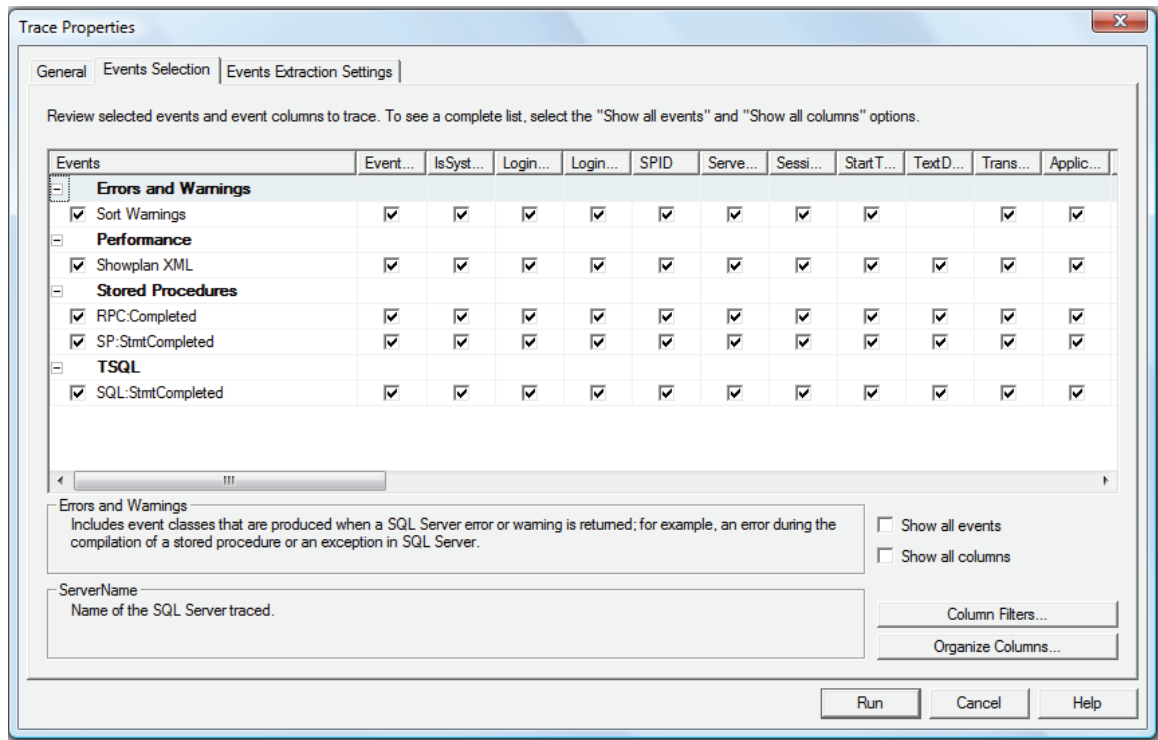 Trace Properties
General Events Selection Events Extraction Settings
Review selected events and event columns to trace. To see a complete list, select the "Show all events" and "Show all columns" options.
Events Event... IsSyst... Login... Login... SPID Serve... Sessi... StartT... TextD... Trans... Applic...
Errors and Warnings
Sort Warnings
Performance
Showplan XML
Stored Procedures
RPC:Completed
SP:StmtCompleted
TSQL
SQL:StmtCompleted
Errors and Warnings
Includes event classes that are produced when a SQL Server error or warning is returned; for example, an error during the
compilation of a stored procedure or an exception in SQL Server.
Show all events
Show all columns
ServerName
Name of the SQL Server traced.
Column Filters...
Organize Columns...
Run Cancel Help